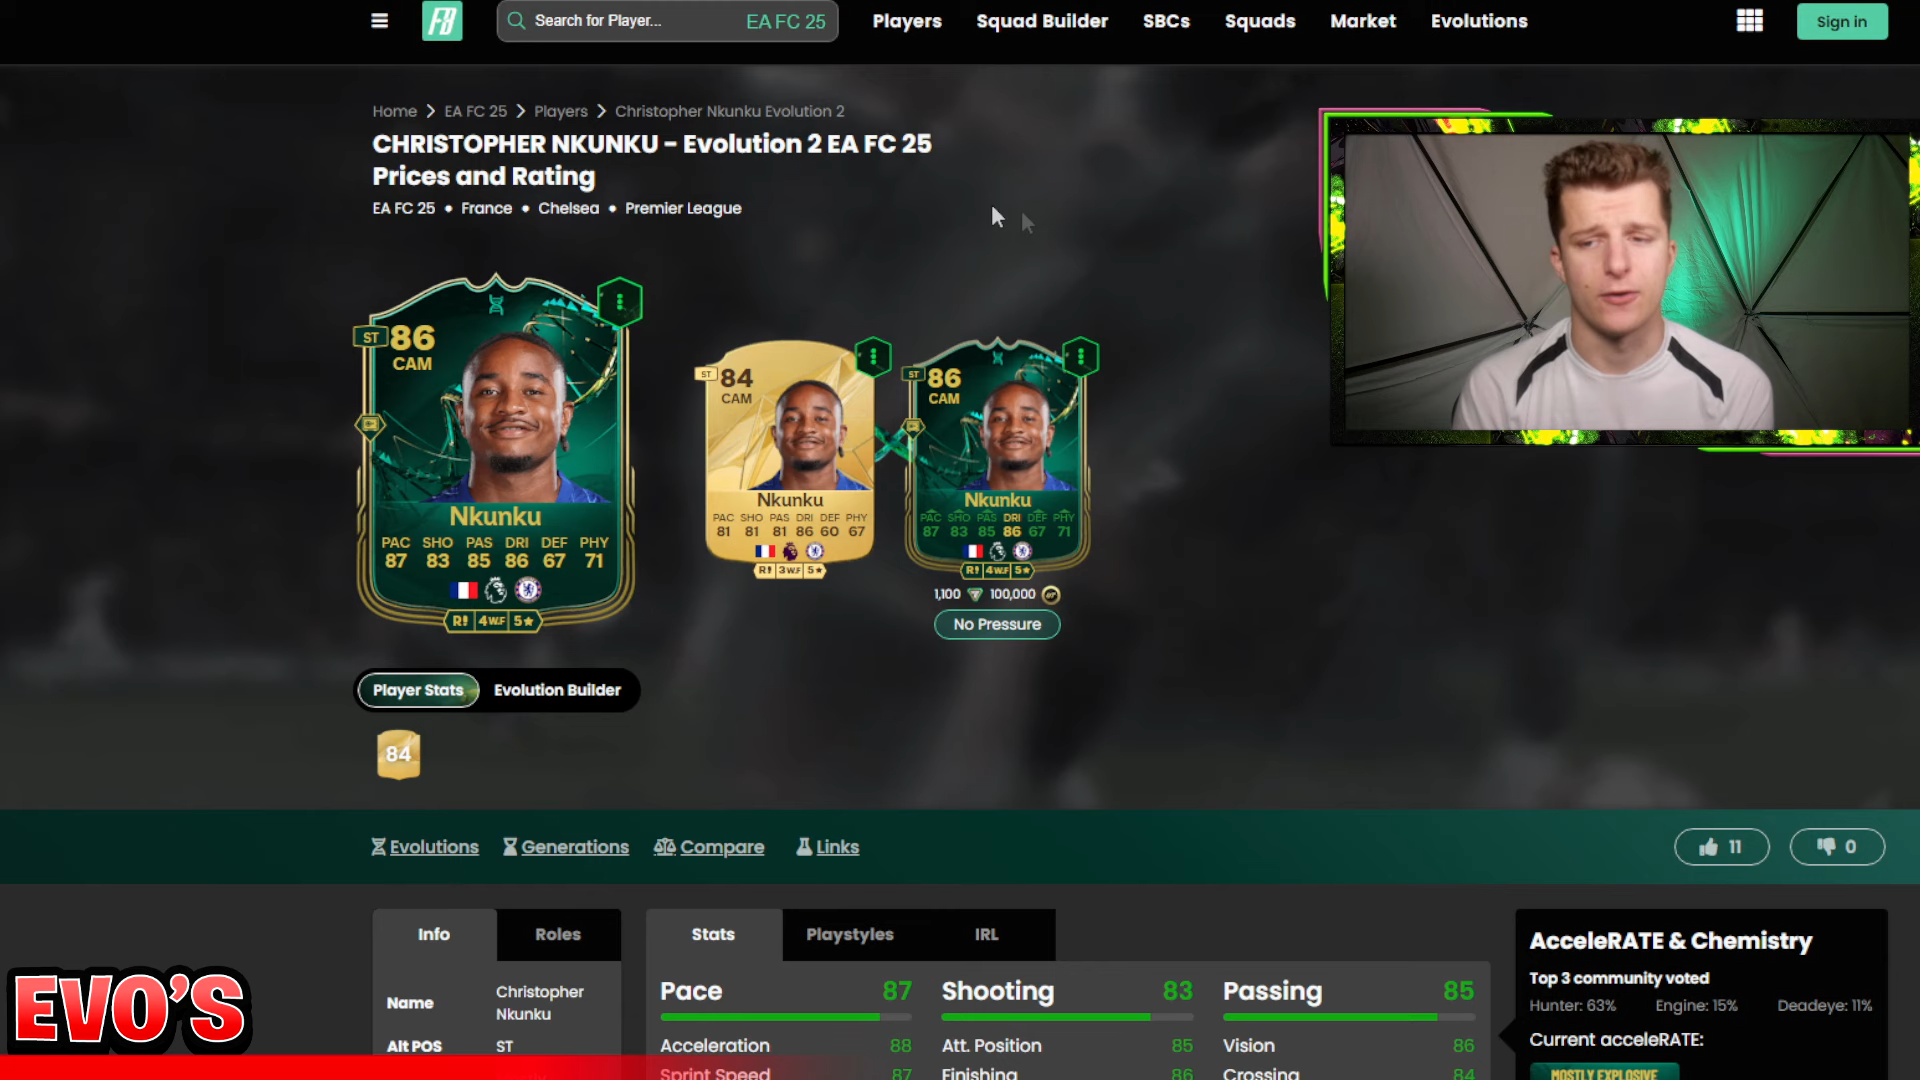 Search for Player... EA FC 25
Players Squad Builder SBCs Squads Market Evolutions
Sign in
Home EA FC 25 Players Christopher Nkunku Evolution 2
CHRISTOPHER NKUNKU - Evolution 2 EA FC 25
Prices and Rating
EA FC 25 • France • Chelsea • Premier League
ST 86
CAM
Nkunku
PAC SHO PAS DRI DEF PHY
87 83 85 86 67 71
R! 4 W.F 5★
ST 84
CAM
Nkunku
PAC SHO PAS DRI DEF PHY
81 81 81 86 60 67
R! 3 W.F 5★
ST 86
CAM
Nkunku
PAC SHO PAS DRI DEF PHY
87 83 85 86 67 71
R! 4 W.F 5★
1,100 100,000
No Pressure
Player Stats Evolution Builder
84
Evolutions Generations Compare Links
11 0
Info Roles
Name Christopher
Nkunku
Alt POS ST
Stats Playstyles IRL
Pace 87 Shooting 83 Passing 85
Acceleration 88 Att. Position 85 Vision 86
Sprint Speed 87 Finishing 86 Crossing 84
AcceleRATE & Chemistry
Top 3 community voted
Hunter: 63% Engine: 15% Deadeye: 11%
Current acceleRATE:
MOSTLY EXPLOSIVE
EVO'S